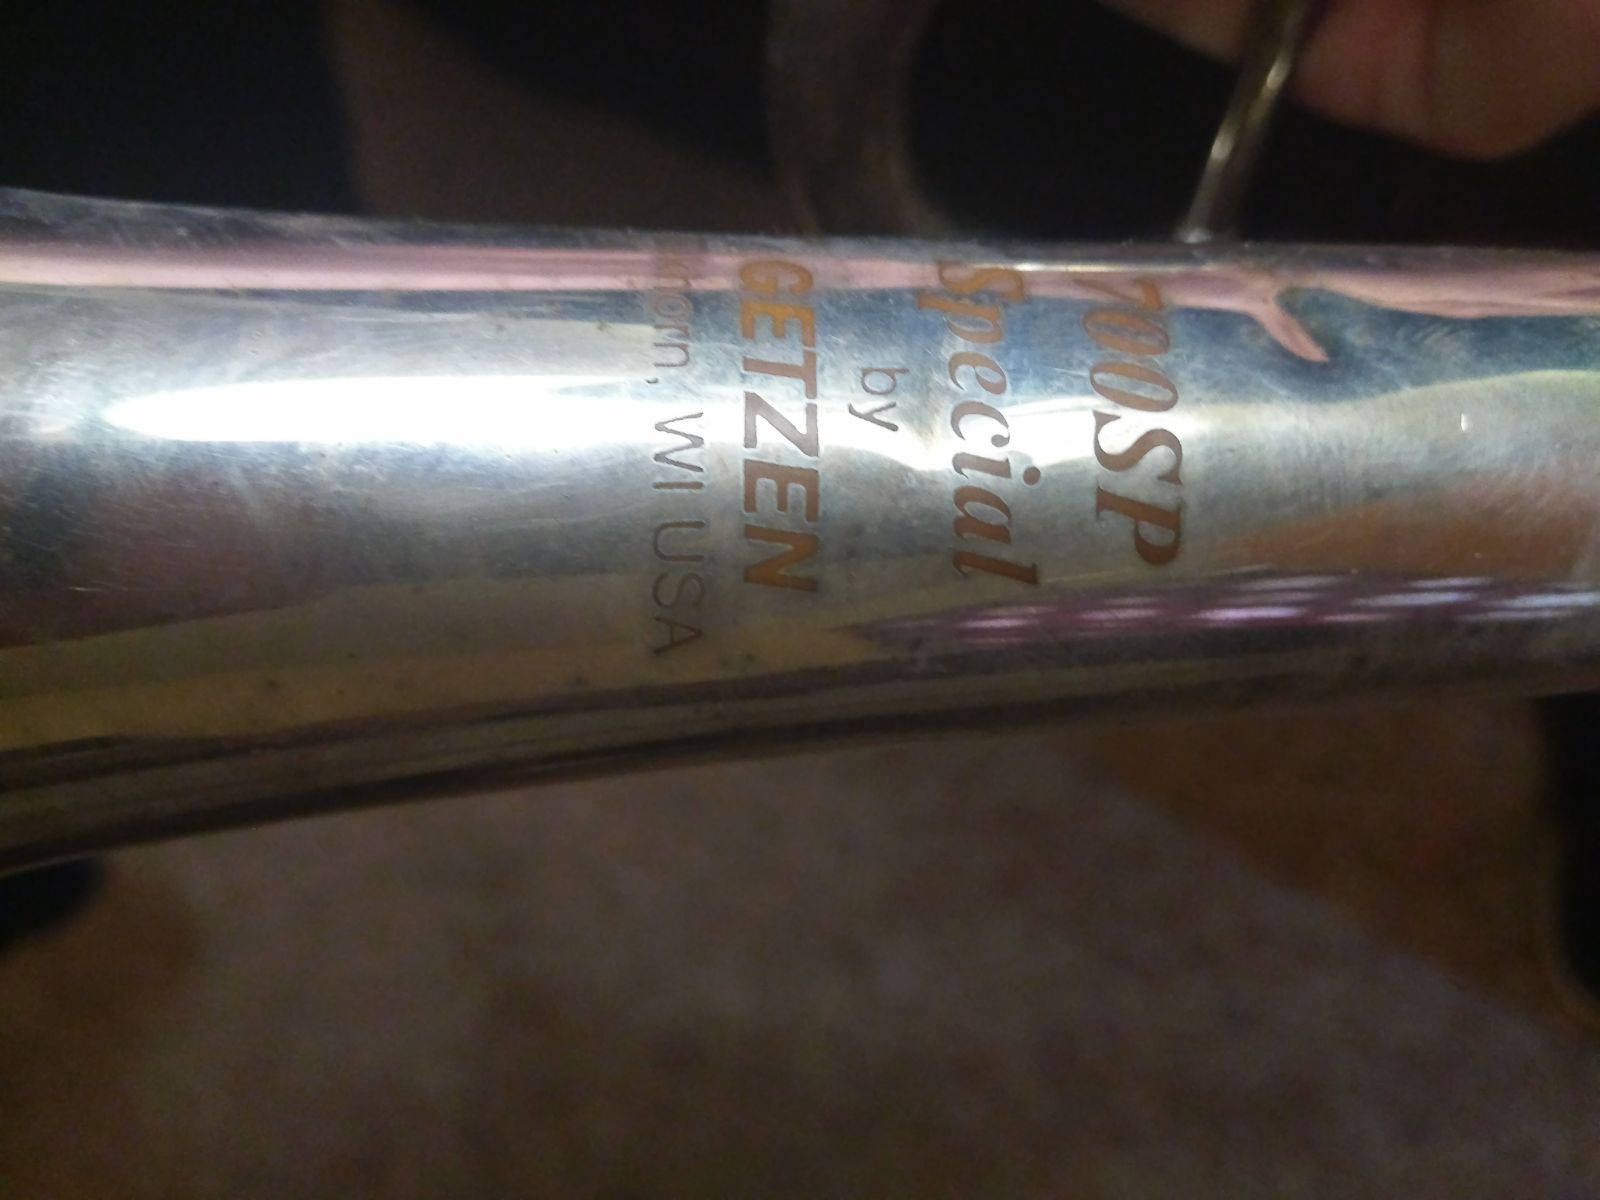 700SP
Special
by
GETZEN
WI USA